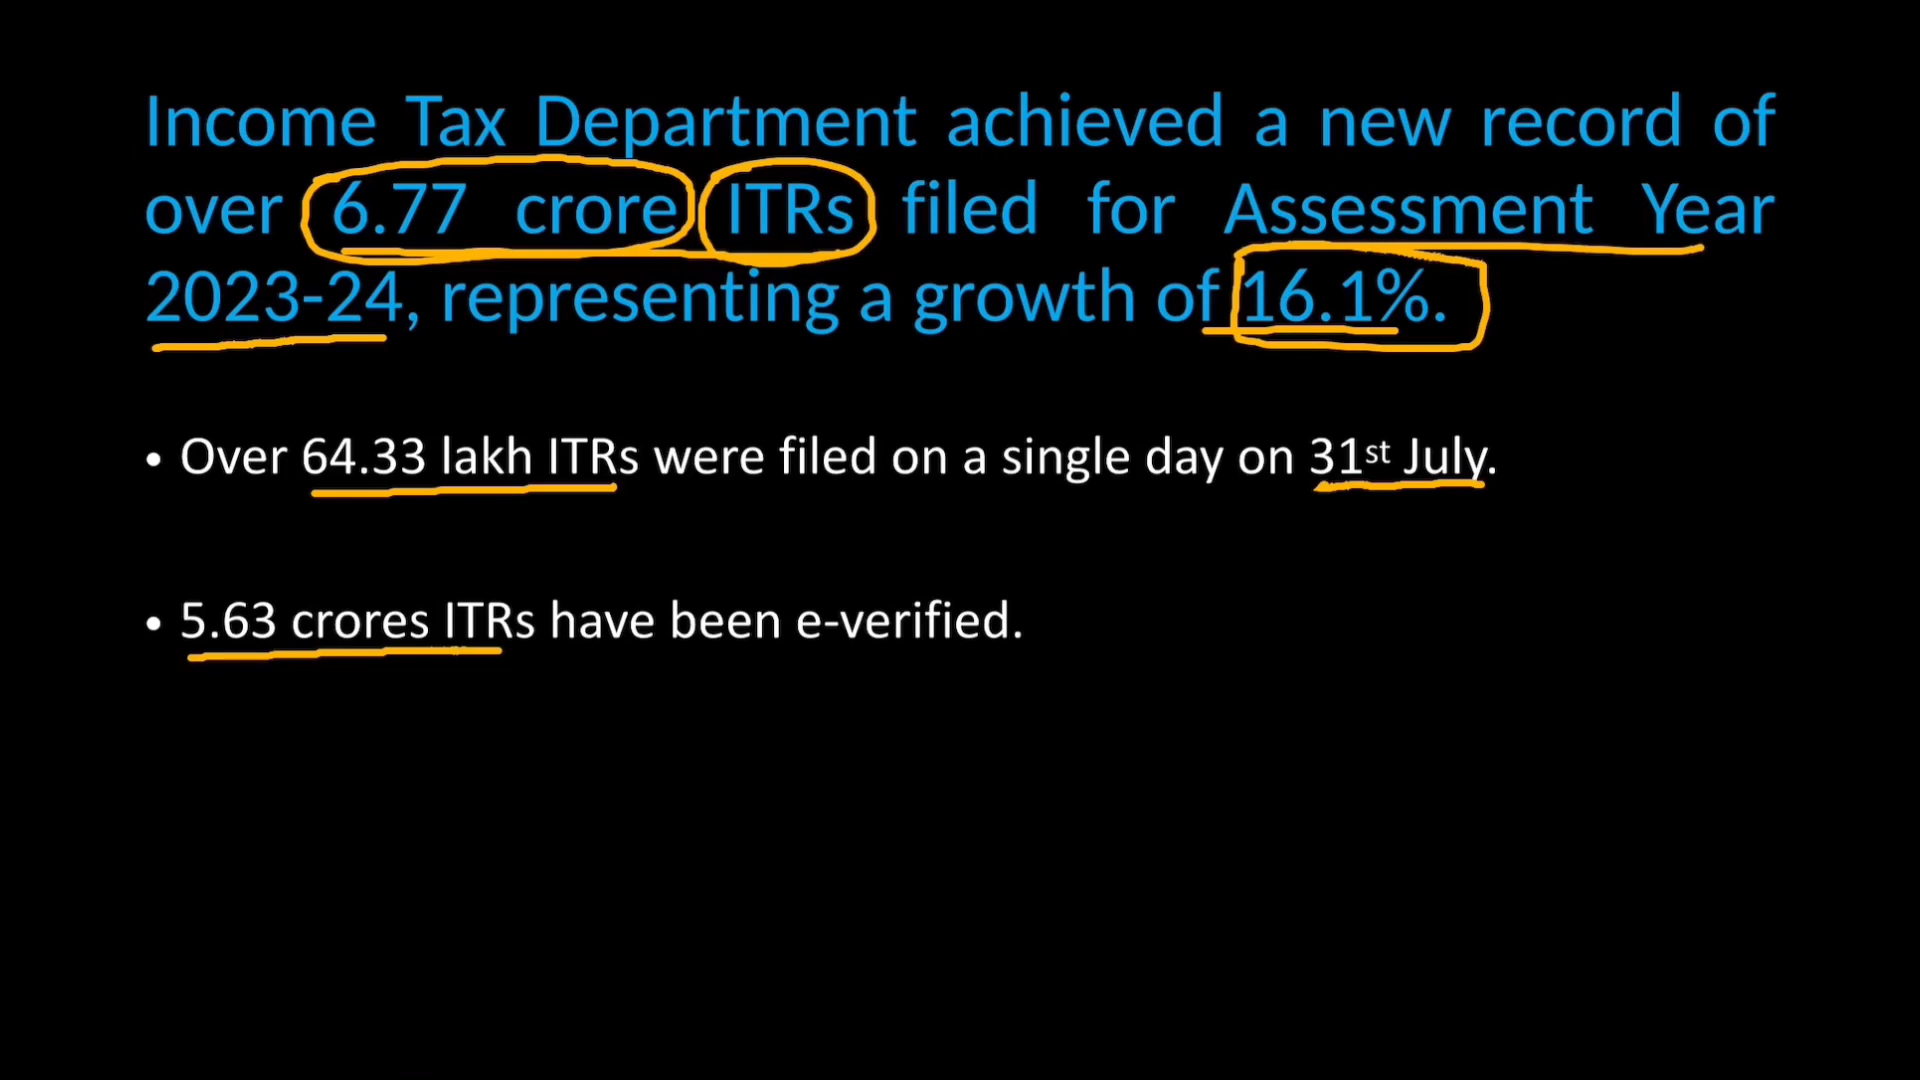 Income Tax Department achieved a new record of
over 6.77 crore ITRs filed for Assessment Year
2023-24, representing a growth of 16.1%.
• Over 64.33 lakh ITRs were filed on a single day on 31st July.
• 5.63 crores ITRs have been e-verified.